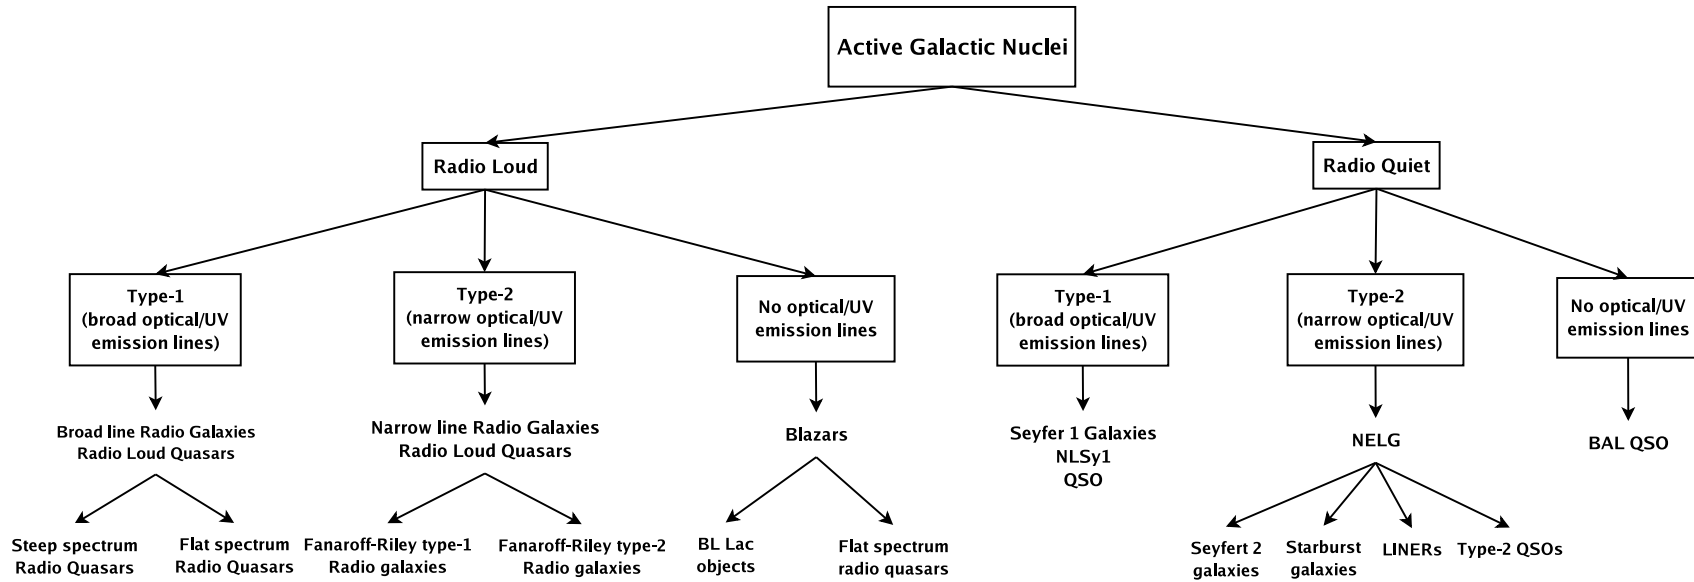 Active Galactic Nuclei
Radio Loud
Radio Quiet
Type-1
(broad optical/UV
emission lines)
Type-2
(narrow optical/UV
emission lines)
No optical/UV
emission lines
Type-1
(broad optical/UV
emission lines)
Type-2
(narrow optical/UV
emission lines)
No optical/UV
emission lines
Broad line Radio Galaxies
Radio Loud Quasars
Narrow line Radio Galaxies
Radio Loud Quasars
Blazars
Seyfer 1 Galaxies
NLSy1
QSO
NELG
BAL QSO
Steep spectrum
Radio Quasars
Flat spectrum
Radio Quasars
Fanaroff-Riley type-1
Radio galaxies
Fanaroff-Riley type-2
Radio galaxies
BL Lac
objects
Flat spectrum
radio quasars
Seyfert 2
galaxies
Starburst
galaxies
LINERs
Type-2 QSOs